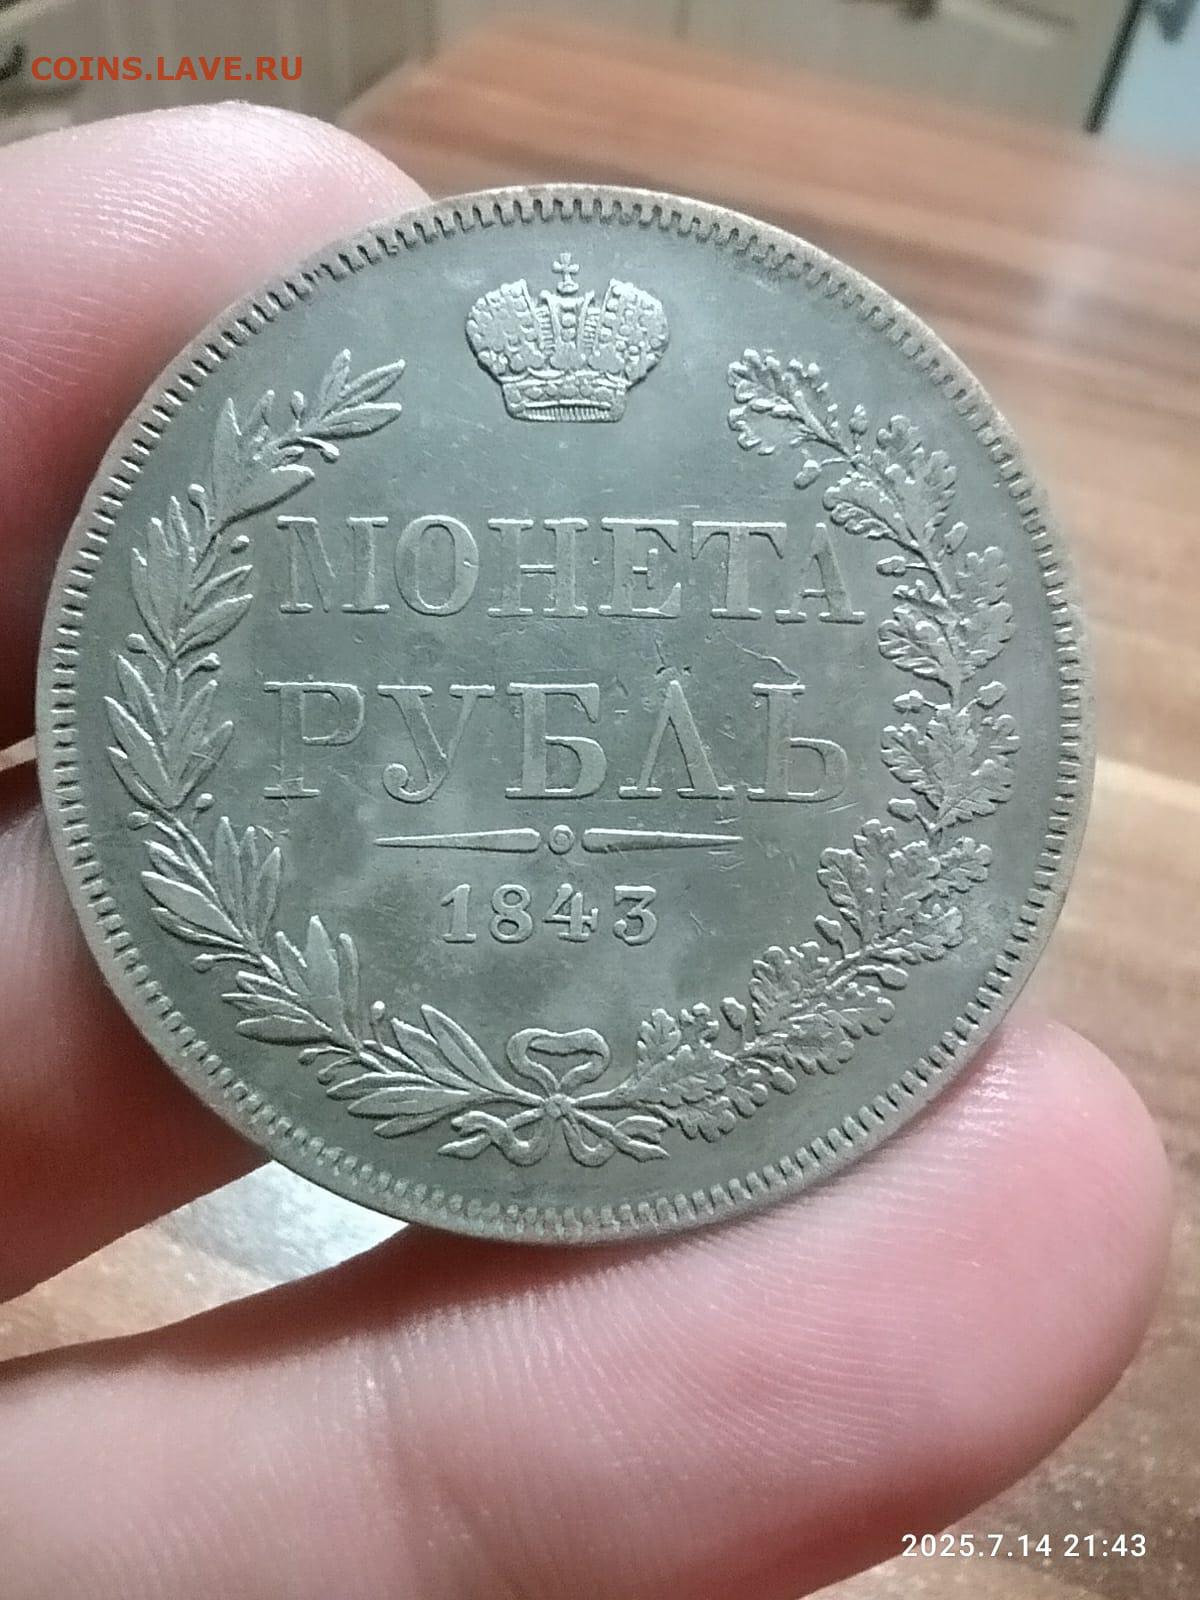 COINS.LAVE.RU
МОНЕТА
РУБЛЬ
1843
2025.7.14 21:43